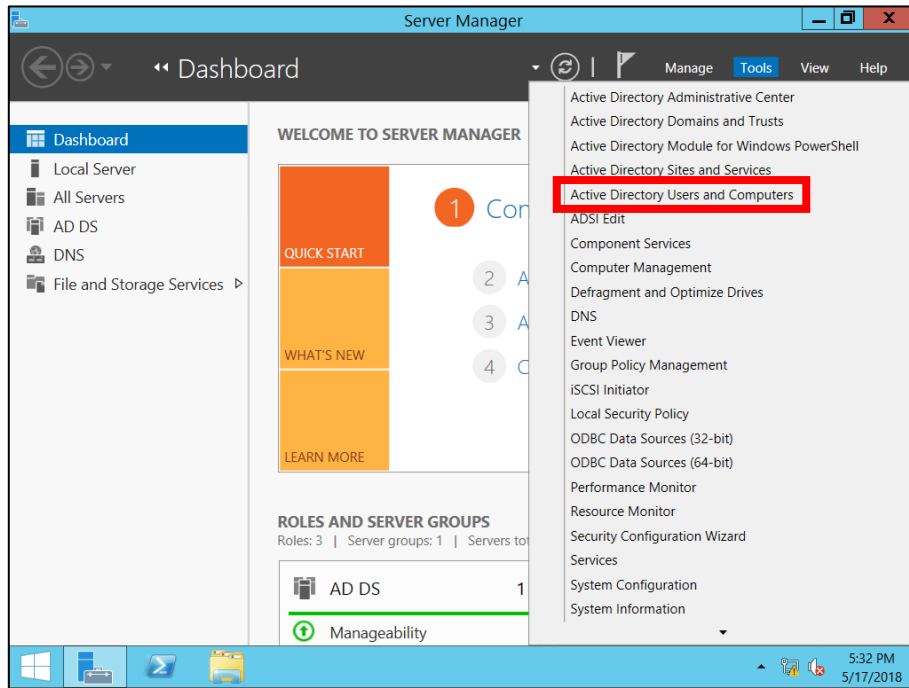 Server Manager
Dashboard
Manage Tools View Help
Dashboard
Local Server
All Servers
AD DS
DNS
File and Storage Services
WELCOME TO SERVER MANAGER
QUICK START
WHAT'S NEW
LEARN MORE
1 Con
2 A
3 A
4 C
ROLES AND SERVER GROUPS
Roles: 3 | Server groups: 1 | Servers tot
AD DS 1
Manageability
Active Directory Administrative Center
Active Directory Domains and Trusts
Active Directory Module for Windows PowerShell
Active Directory Sites and Services
Active Directory Users and Computers
ADSI Edit
Component Services
Computer Management
Defragment and Optimize Drives
DNS
Event Viewer
Group Policy Management
iSCSI Initiator
Local Security Policy
ODBC Data Sources (32-bit)
ODBC Data Sources (64-bit)
Performance Monitor
Resource Monitor
Security Configuration Wizard
Services
System Configuration
System Information
5:32 PM
5/17/2018